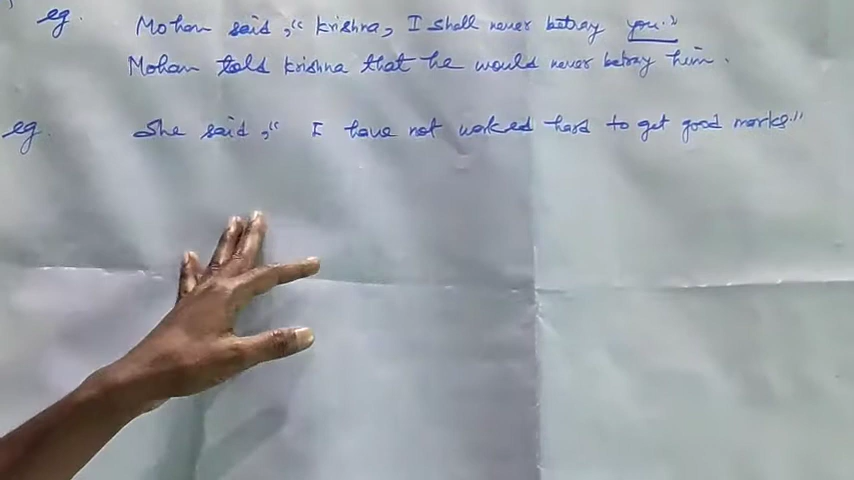 eg. Mohan said, "Krishna, I shall never betray you."
Mohan told Krishna that he would never betray him.
eg. She said, "I have not worked hard to get good marks."